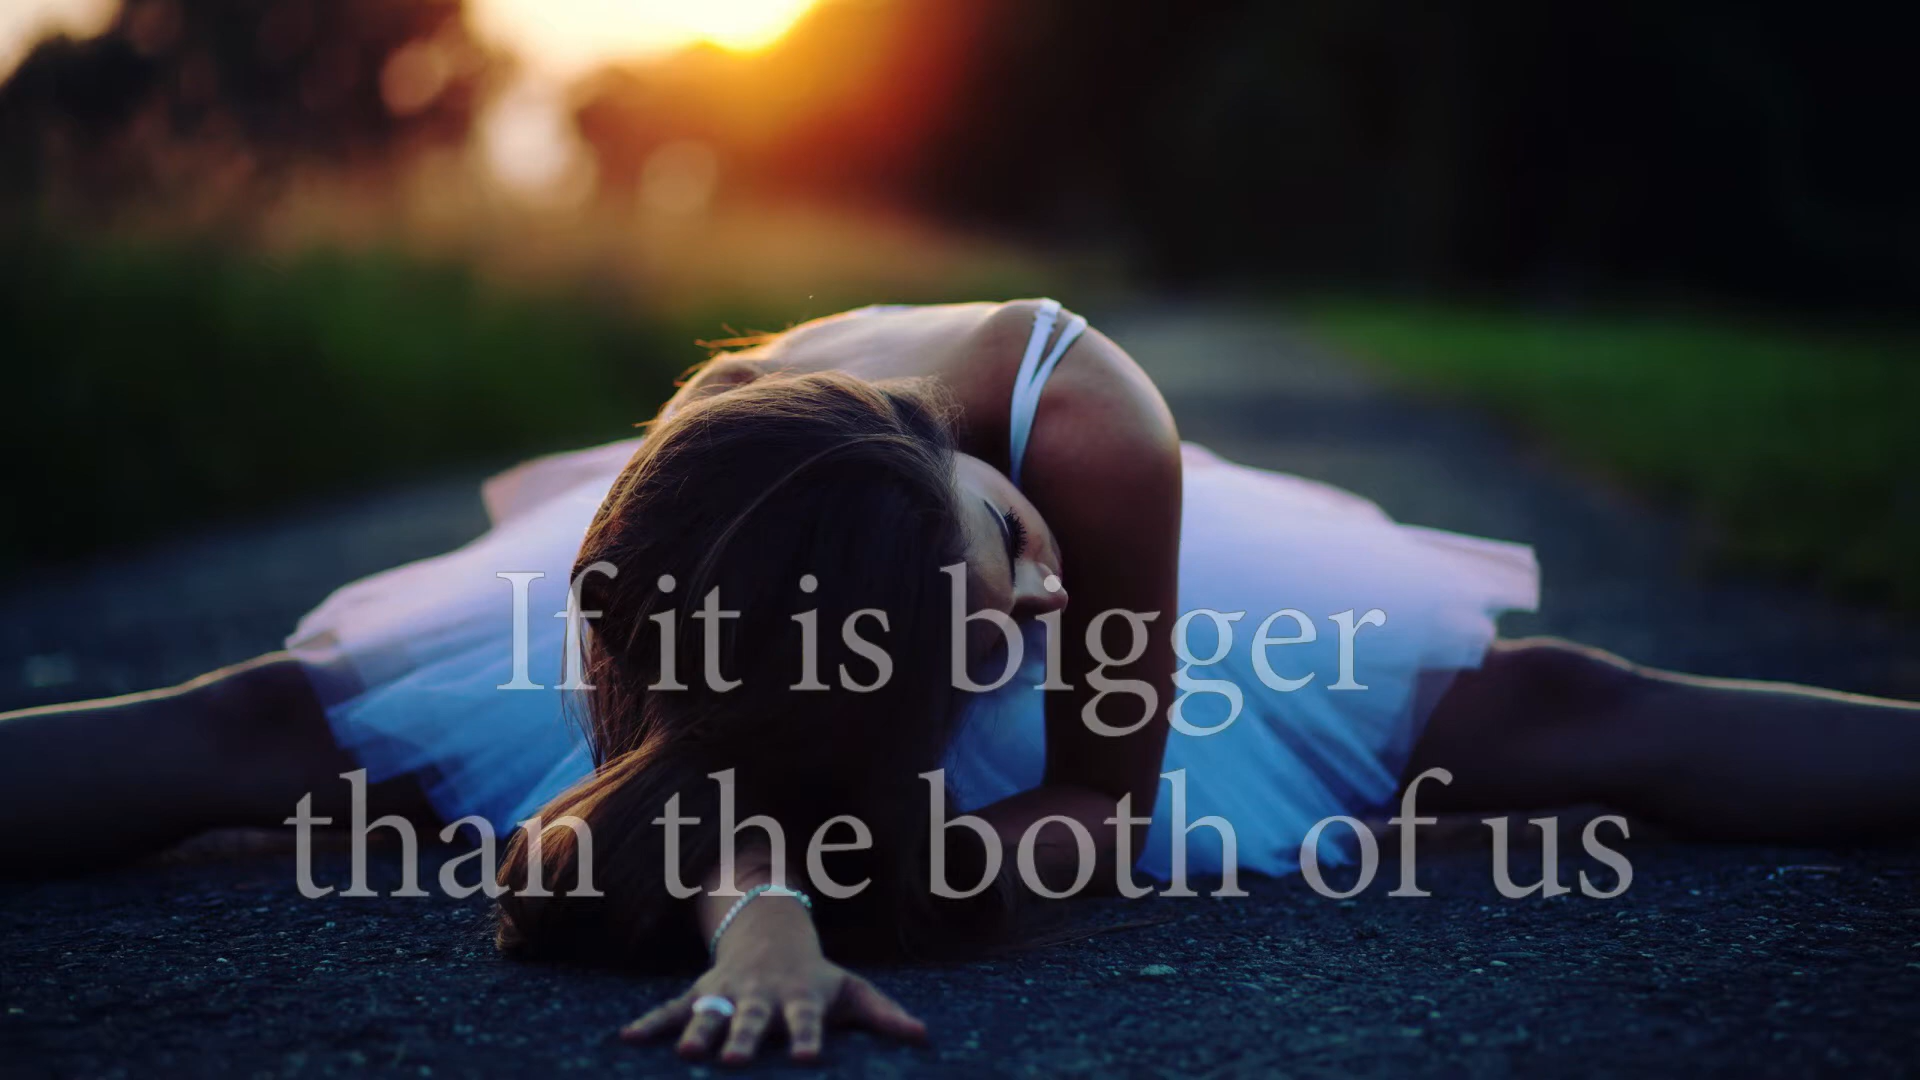 If it is bigger
than the both of us